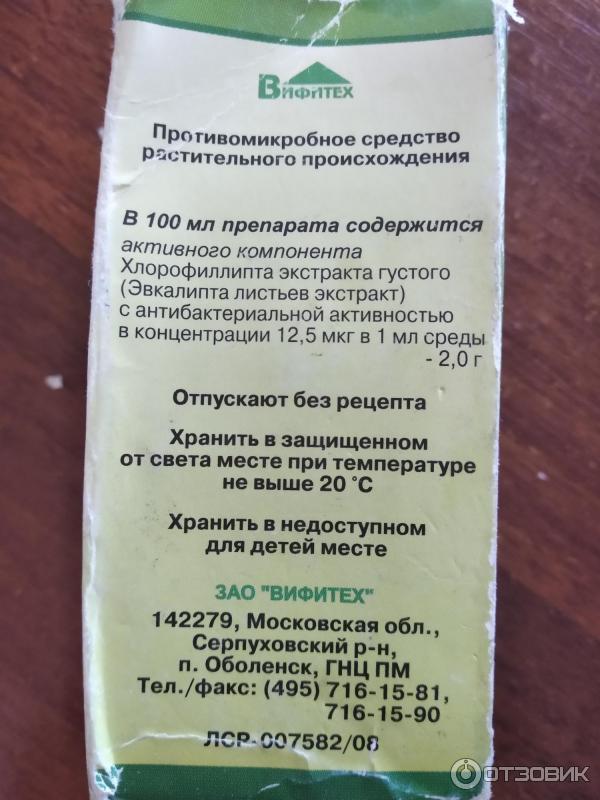 ВИФИТЕХ
Противомикробное средство
растительного происхождения
В 100 мл препарата содержится
активного компонента
Хлорофиллипта экстракта густого
(Эвкалипта листьев экстракт)
с антибактериальной активностью
в концентрации 12,5 мкг в 1 мл среды
- 2,0 г
Отпускают без рецепта
Хранить в защищенном
от света месте при температуре
не выше 20 °С
Хранить в недоступном
для детей месте
ЗАО "ВИФИТЕХ"
142279, Московская обл.,
Серпуховский р-н,
п. Оболенск, ГНЦ ПМ
Тел./факс: (495) 716-15-81,
716-15-90
ЛСР-007582/08
ОТЗОВИК